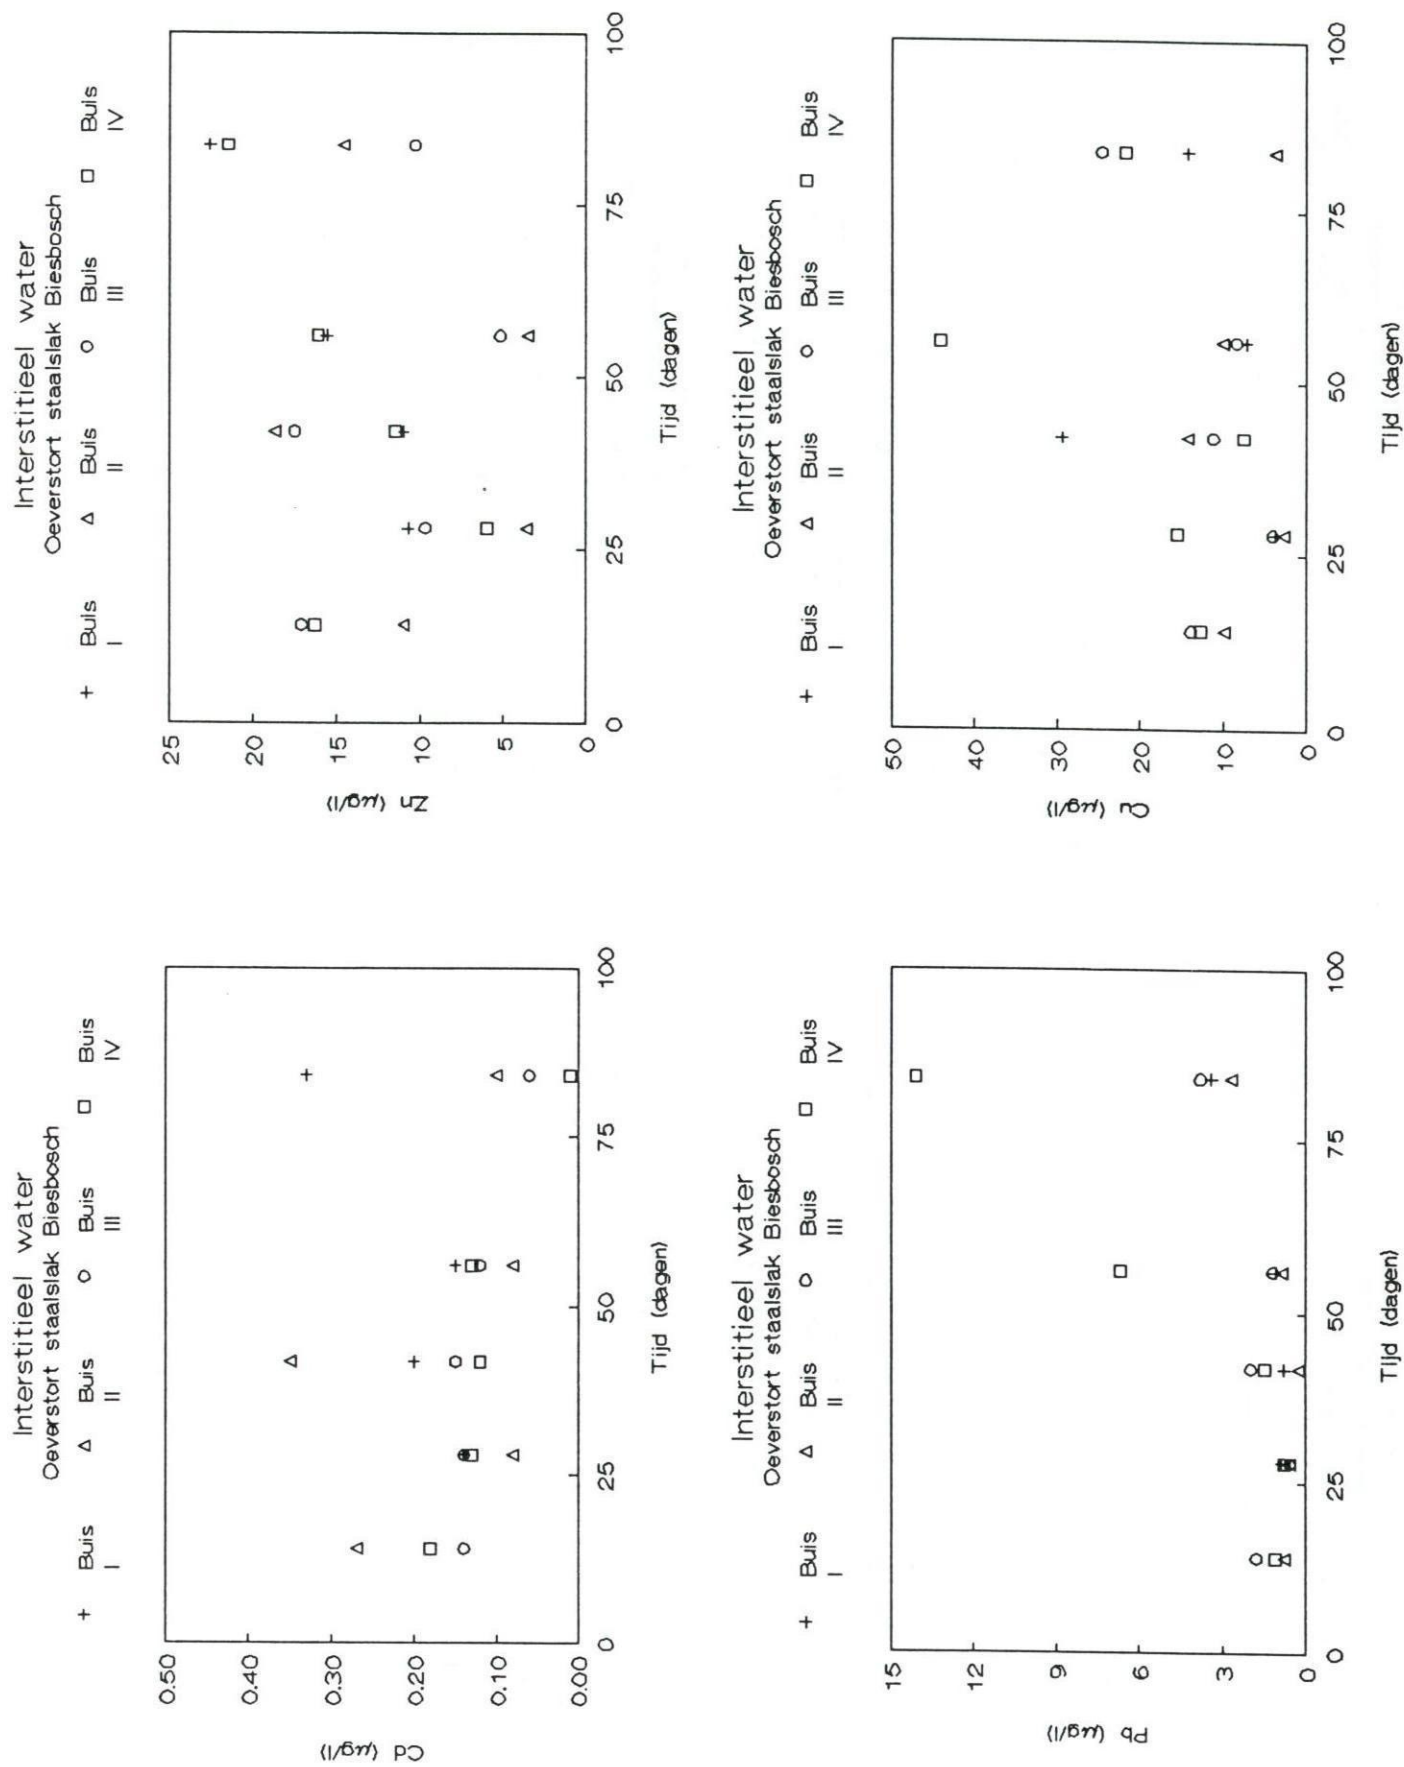 Interstitieel water
Oeverstort staalslak Biesbosch
+ Buis I △ Buis II ○ Buis III □ Buis IV
Cd (µg/l)
0.50
0.40
0.30
0.20
0.10
0.00
0 25 50 75 100
Tijd (dagen)
Interstitieel water
Oeverstort staalslak Biesbosch
+ Buis I △ Buis II ○ Buis III □ Buis IV
Zn (µg/l)
25
20
15
10
5
0
0 25 50 75 100
Tijd (dagen)
Interstitieel water
Oeverstort staalslak Biesbosch
+ Buis I △ Buis II ○ Buis III □ Buis IV
Pb (µg/l)
15
12
9
6
3
0
0 25 50 75 100
Tijd (dagen)
Interstitieel water
Oeverstort staalslak Biesbosch
+ Buis I △ Buis II ○ Buis III □ Buis IV
Cu (µg/l)
50
40
30
20
10
0
0 25 50 75 100
Tijd (dagen)